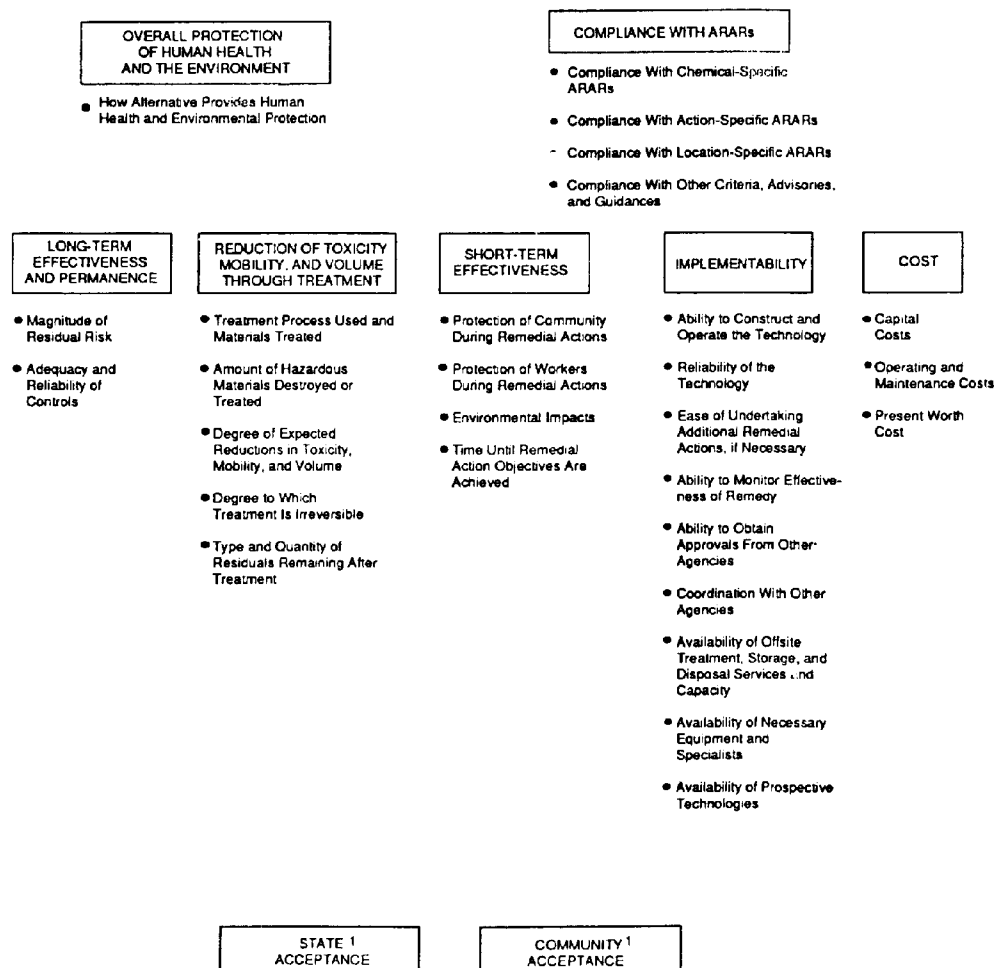 OVERALL PROTECTION
OF HUMAN HEALTH
AND THE ENVIRONMENT
● How Alternative Provides Human
Health and Environmental Protection
COMPLIANCE WITH ARARs
● Compliance With Chemical-Specific
ARARs
● Compliance With Action-Specific ARARs
- Compliance With Location-Specific ARARs
● Compliance With Other Criteria, Advisories,
and Guidances
LONG-TERM
EFFECTIVENESS
AND PERMANENCE
● Magnitude of
Residual Risk
● Adequacy and
Reliability of
Controls
REDUCTION OF TOXICITY
MOBILITY, AND VOLUME
THROUGH TREATMENT
● Treatment Process Used and
Materials Treated
● Amount of Hazardous
Materials Destroyed or
Treated
● Degree of Expected
Reductions in Toxicity,
Mobility, and Volume
● Degree to Which
Treatment Is Irreversible
● Type and Quantity of
Residuals Remaining After
Treatment
SHORT-TERM
EFFECTIVENESS
● Protection of Community
During Remedial Actions
● Protection of Workers
During Remedial Actions
● Environmental Impacts
● Time Until Remedial
Action Objectives Are
Achieved
IMPLEMENTABILITY
● Ability to Construct and
Operate the Technology
● Reliability of the
Technology
● Ease of Undertaking
Additional Remedial
Actions, if Necessary
● Ability to Monitor Effective-
ness of Remedy
● Ability to Obtain
Approvals From Other
Agencies
● Coordination With Other
Agencies
● Availability of Offsite
Treatment, Storage, and
Disposal Services and
Capacity
● Availability of Necessary
Equipment and
Specialists
● Availability of Prospective
Technologies
COST
● Capital
Costs
● Operating and
Maintenance Costs
● Present Worth
Cost
STATE 1
ACCEPTANCE
COMMUNITY 1
ACCEPTANCE